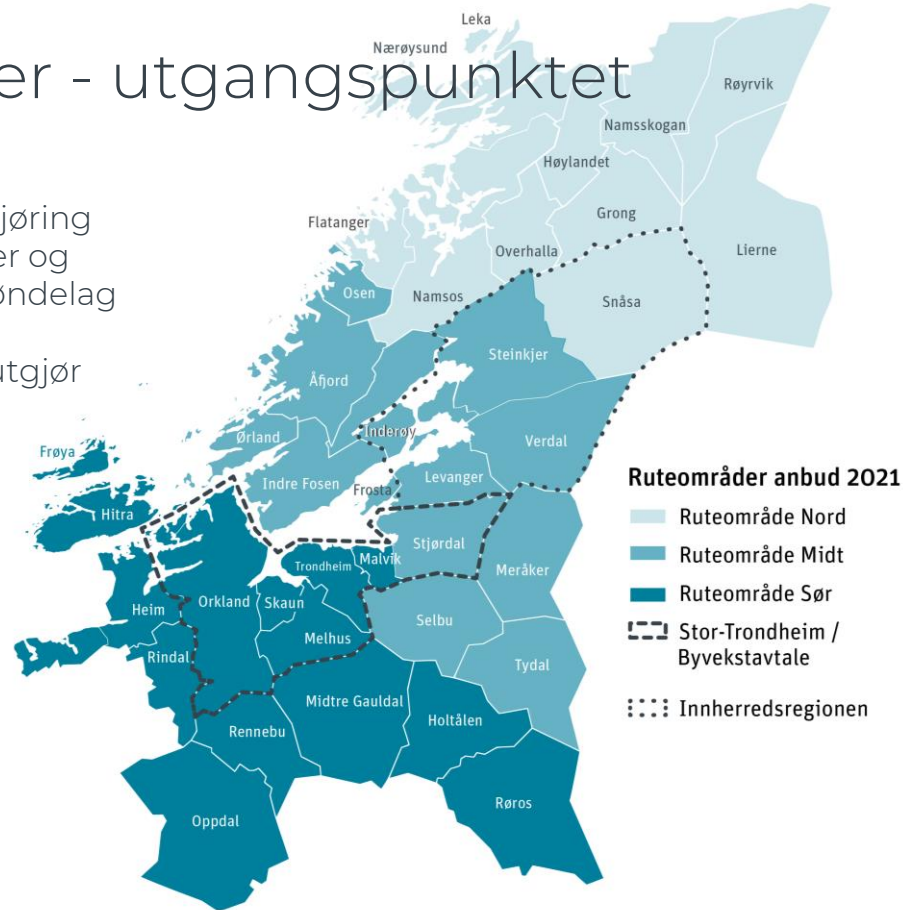 er - utgangspunktet
jøring
er og
øndelag
utgjør
Leka
Nærøysund
Røyrvik
Namsskogan
Høylandet
Grong
Flatanger
Overhalla
Lierne
Osen
Namsos
Snåsa
Steinkjer
Åfjord
Inderøy
Verdal
Ørland
Frøya
Indre Fosen
Levanger
Frosta
Hitra
Stjørdal
Malvik
Trondheim
Meråker
Orkland
Skaun
Heim
Selbu
Melhus
Rindal
Tydal
Midtre Gauldal
Holtålen
Rennebu
Røros
Oppdal
Ruteområder anbud 2021
Ruteområde Nord
Ruteområde Midt
Ruteområde Sør
Stor-Trondheim /
Byvekstavtale
Innherredsregionen